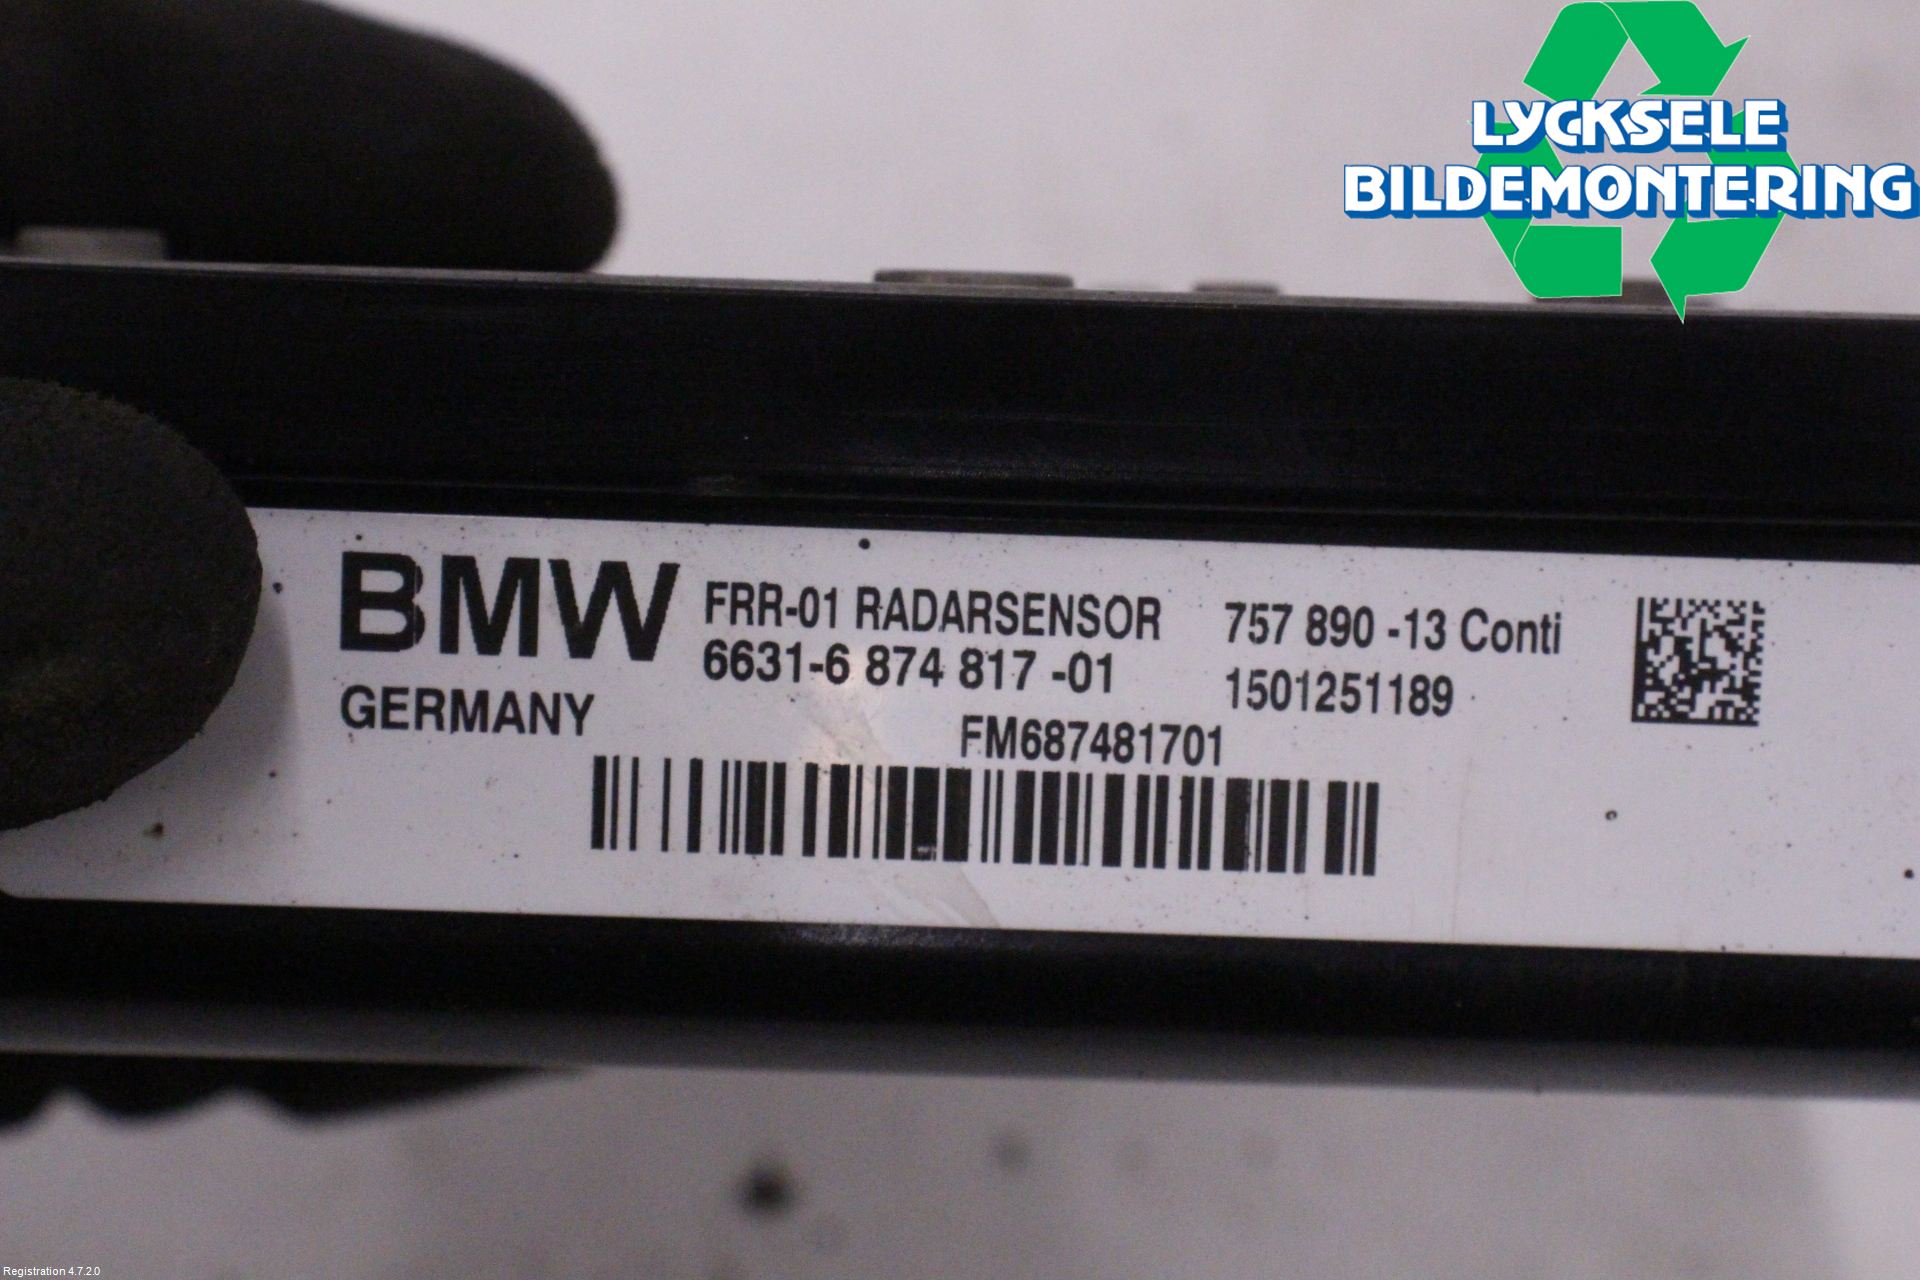 LYCKSELE
BILDEMONTERING
BMW
GERMANY
FRR-01 RADARSENSOR
6631-6 874 817 -01
757 890 -13 Conti
1501251189
FM687481701
Registration 4.7.2.0